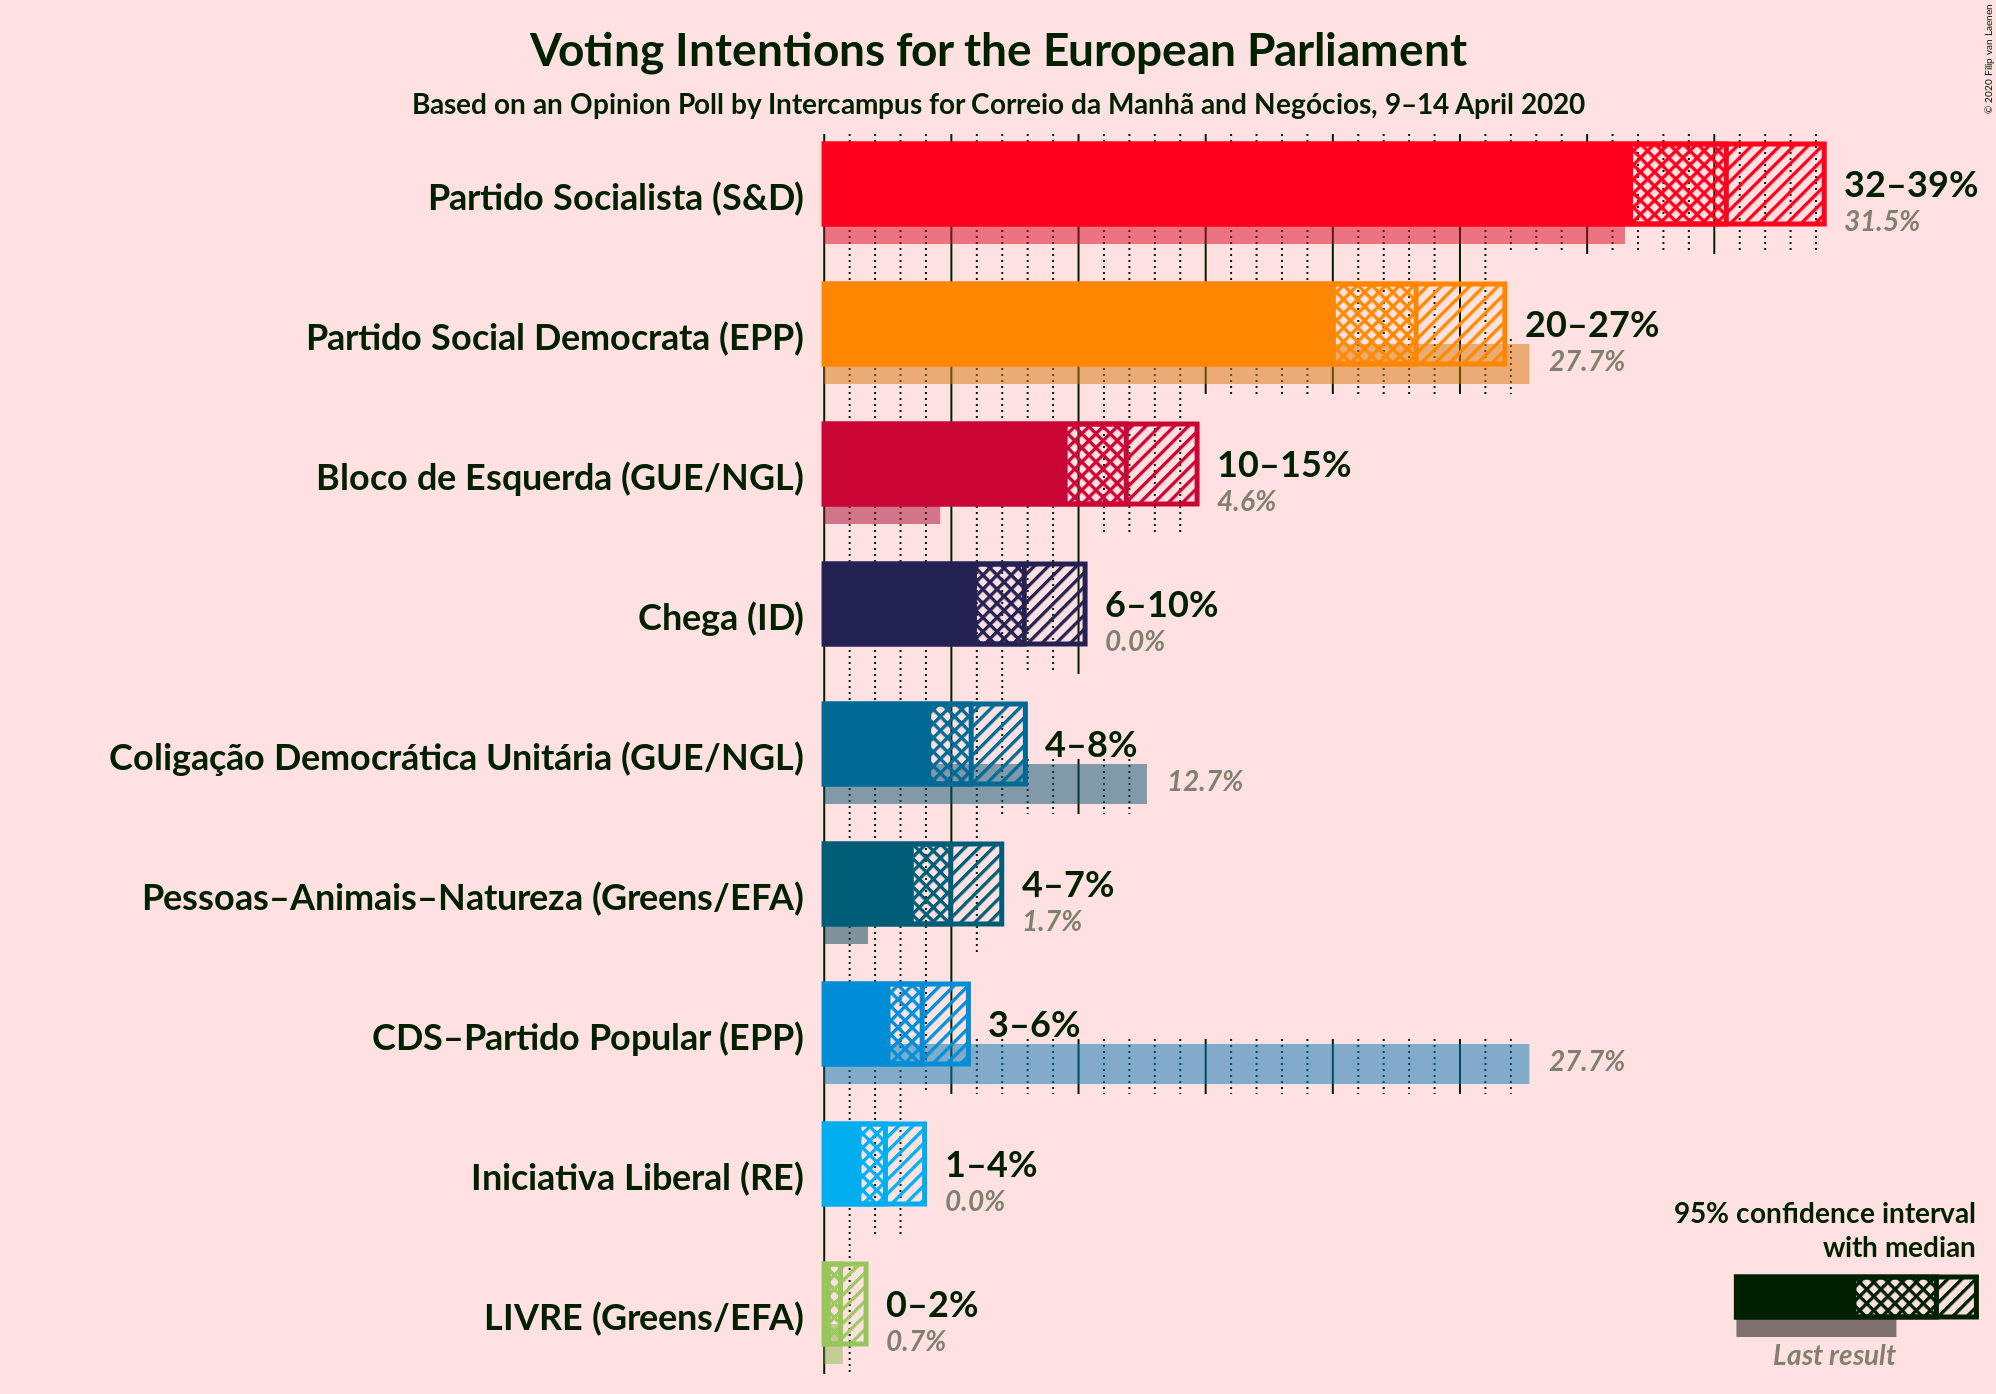 © 2020 Filip van Laenen
Voting Intentions for the European Parliament
Based on an Opinion Poll by Intercampus for Correio da Manhã and Negócios, 9–14 April 2020
Partido Socialista (S&D)
32–39%
31.5%
Partido Social Democrata (EPP)
20–27%
27.7%
Bloco de Esquerda (GUE/NGL)
10–15%
4.6%
Chega (ID)
6–10%
0.0%
Coligação Democrática Unitária (GUE/NGL)
4–8%
12.7%
Pessoas–Animais–Natureza (Greens/EFA)
4–7%
1.7%
CDS–Partido Popular (EPP)
3–6%
27.7%
Iniciativa Liberal (RE)
1–4%
0.0%
LIVRE (Greens/EFA)
0–2%
0.7%
95% confidence interval
with median
Last result